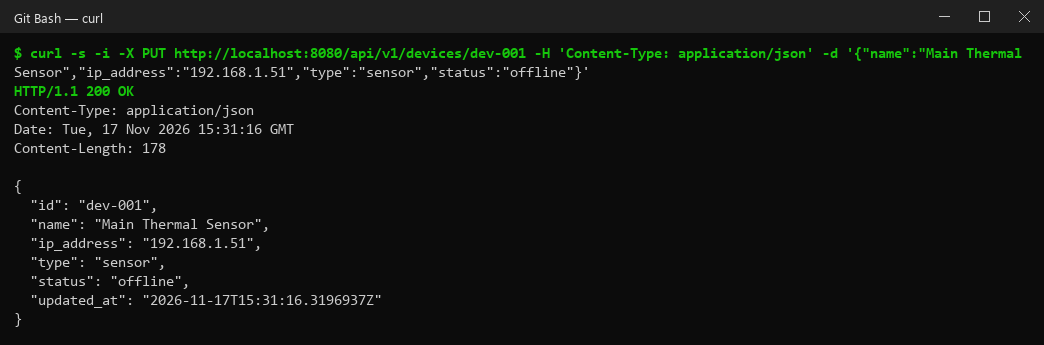 Git Bash — curl
$ curl -s -i -X PUT http://localhost:8080/api/v1/devices/dev-001 -H 'Content-Type: application/json' -d '{"name":"Main Thermal
Sensor","ip_address":"192.168.1.51","type":"sensor","status":"offline"}'
HTTP/1.1 200 OK
Content-Type: application/json
Date: Tue, 17 Nov 2026 15:31:16 GMT
Content-Length: 178

{
  "id": "dev-001",
  "name": "Main Thermal Sensor",
  "ip_address": "192.168.1.51",
  "type": "sensor",
  "status": "offline",
  "updated_at": "2026-11-17T15:31:16.3196937Z"
}